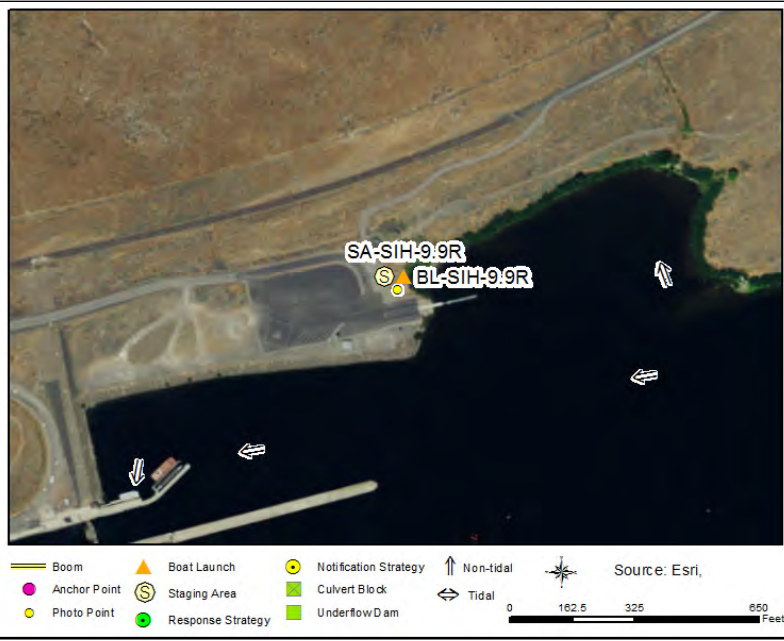 SA-SIH-9.9R
S BL-SIH-9.9R
Boom
Boat Launch
Notification Strategy
Non-tidal
Source: Esri,
Anchor Point
S Staging Area
Culvert Block
Tidal
Photo Point
Response Strategy
Underflow Dam
0 162.5 325 650
Feet